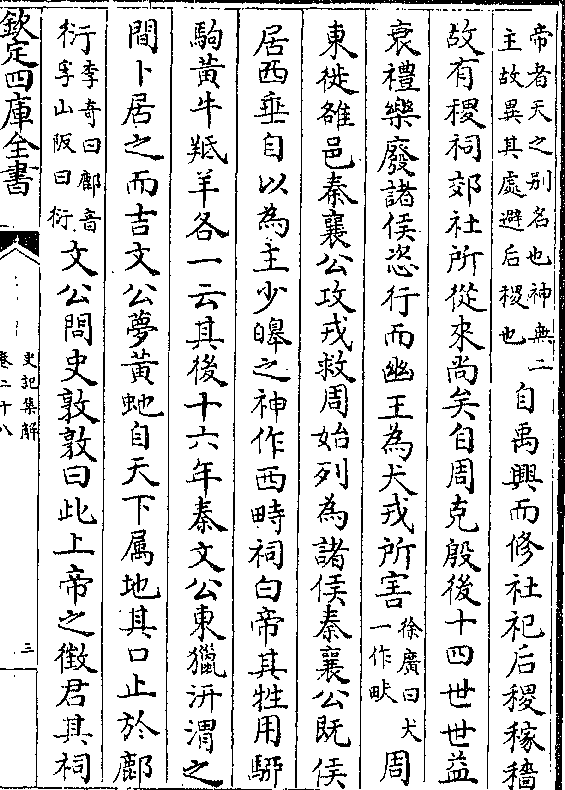 帝者天之别名也神無二
主故異其處避后稷也
自禹興而修社祀后稷稼穡
故有稷祠郊社所從來尚矣自周克殷後十四世世益
衰禮樂廢諸侯恣行而幽王為犬戎所害
徐廣曰犬
一作畎
周
東徙雒邑秦襄公攻戎救周始列為諸侯秦襄公既侯
居西垂自以為主少皞之神作西畤祠白帝其牲用駵
駒黄牛羝羊各一云其後十六年秦文公東獵汧渭之
間卜居之而吉文公夢黄虵自天下属地其口止於鄜
衍
李奇曰鄜音
孚山阪曰衍
文公問史敦敦曰此上帝之徴君其祠
欽定四庫全書
史記集解
卷二十八
三